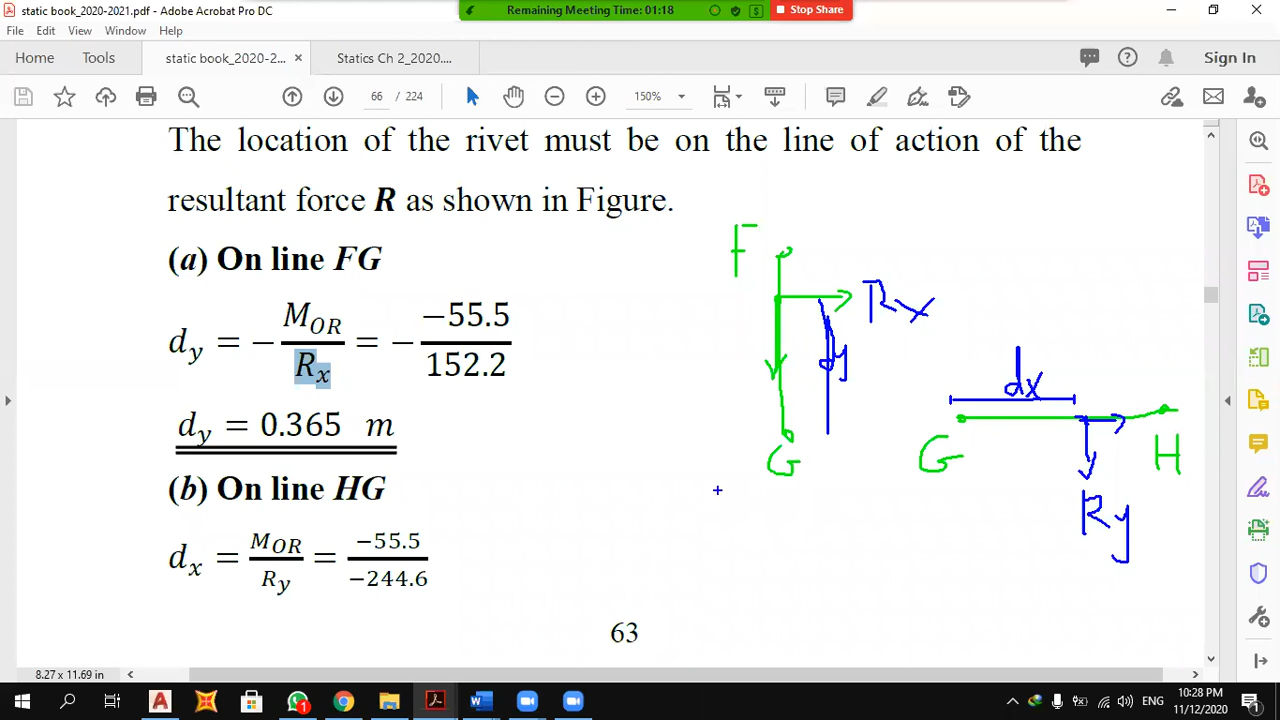 static book_2020-2021.pdf - Adobe Acrobat Pro DC
Remaining Meeting Time: 01:18
Stop Share
File Edit View Window Help
Home Tools static book_2020-2... × Statics Ch 2_2020....
Sign In
66 / 224
150%
The location of the rivet must be on the line of action of the
resultant force R as shown in Figure.
(a) On line FG
d_y = - M_OR / R_x = - -55.5 / 152.2
d_y = 0.365 m
(b) On line HG
d_x = M_OR / R_y = -55.5 / -244.6
63
F
Rx
dy
G
dx
G
H
Ry
8.27 x 11.69 in
ENG
10:28 PM
11/12/2020
1
1